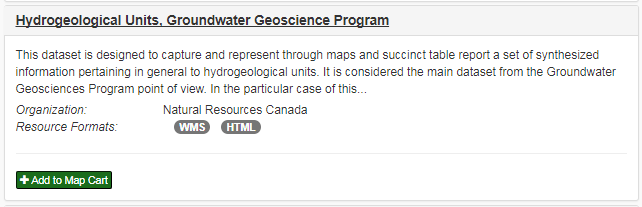 Hydrogeological Units, Groundwater Geoscience Program
This dataset is designed to capture and represent through maps and succinct table report a set of synthesized
information pertaining in general to hydrogeological units. It is considered the main dataset from the Groundwater
Geosciences Program point of view. In the particular case of this...
Organization: Natural Resources Canada
Resource Formats: WMS HTML
+ Add to Map Cart